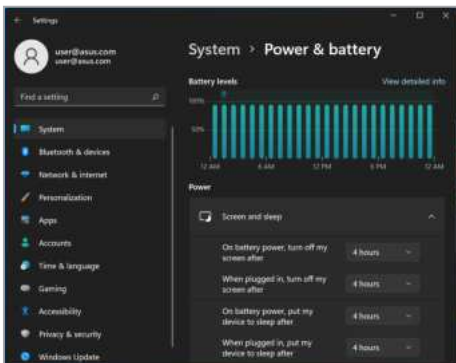 Settings
user@asus.com
user@asus.com
Find a setting
System
Bluetooth & devices
Network & internet
Personalization
Apps
Accounts
Time & language
Gaming
Accessibility
Privacy & security
Windows Update
System > Power & battery
Battery levels
View detailed info
100%
50%
12 AM
6 AM
12 PM
6 PM
12 AM
Power
Screen and sleep
On battery power, turn off my
screen after
4 hours
When plugged in, turn off my
screen after
4 hours
On battery power, put my
device to sleep after
4 hours
When plugged in, put my
device to sleep after
4 hours